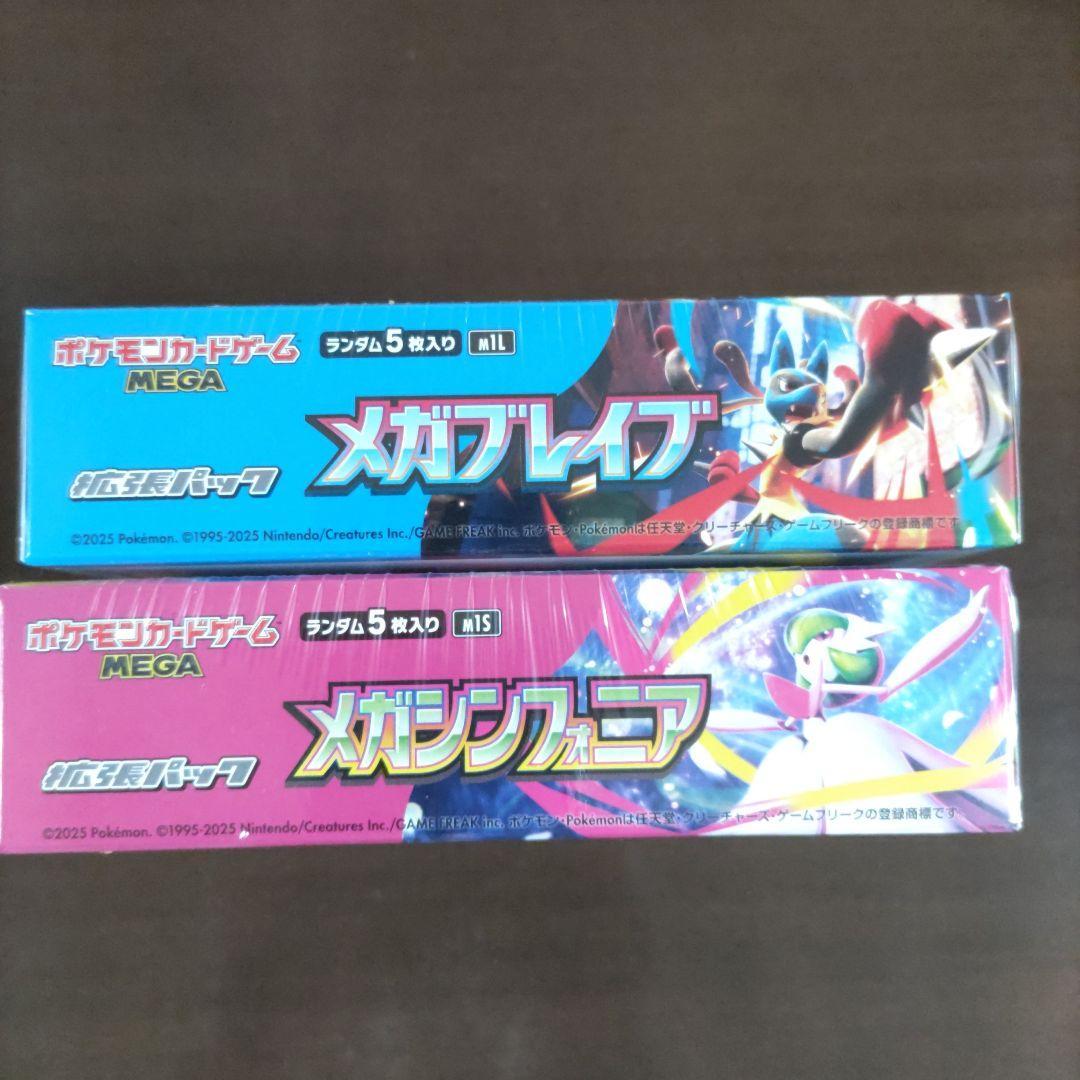 ポケモンカードゲーム
MEGA
ランダム5枚入り M1L
メガブレイブ
拡張パック
©2025 Pokémon. ©1995-2025 Nintendo/Creatures Inc./GAME FREAK inc. ポケモン・Pokémonは任天堂・クリーチャーズ・ゲームフリークの登録商標です。
ポケモンカードゲーム
MEGA
ランダム5枚入り M1S
メガシンフォニア
拡張パック
©2025 Pokémon. ©1995-2025 Nintendo/Creatures Inc./GAME FREAK inc. ポケモン・Pokémonは任天堂・クリーチャーズ・ゲームフリークの登録商標です。